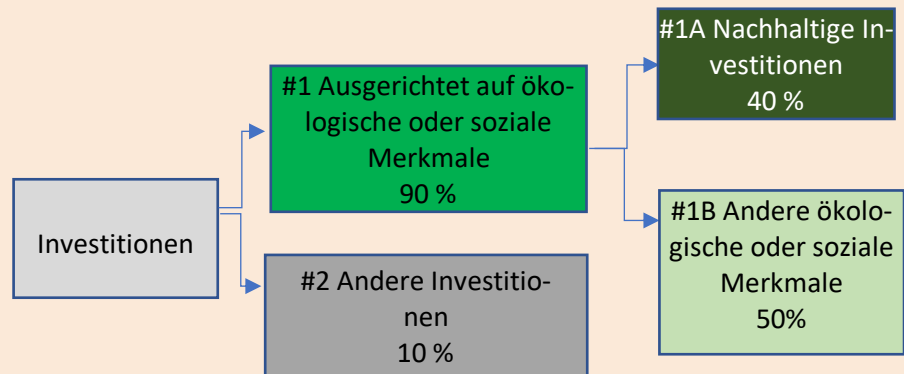 Investitionen
#1 Ausgerichtet auf öko-
logische oder soziale
Merkmale
90 %
#2 Andere Investitio-
nen
10 %
#1A Nachhaltige In-
vestitionen
40 %
#1B Andere ökolo-
gische oder soziale
Merkmale
50%